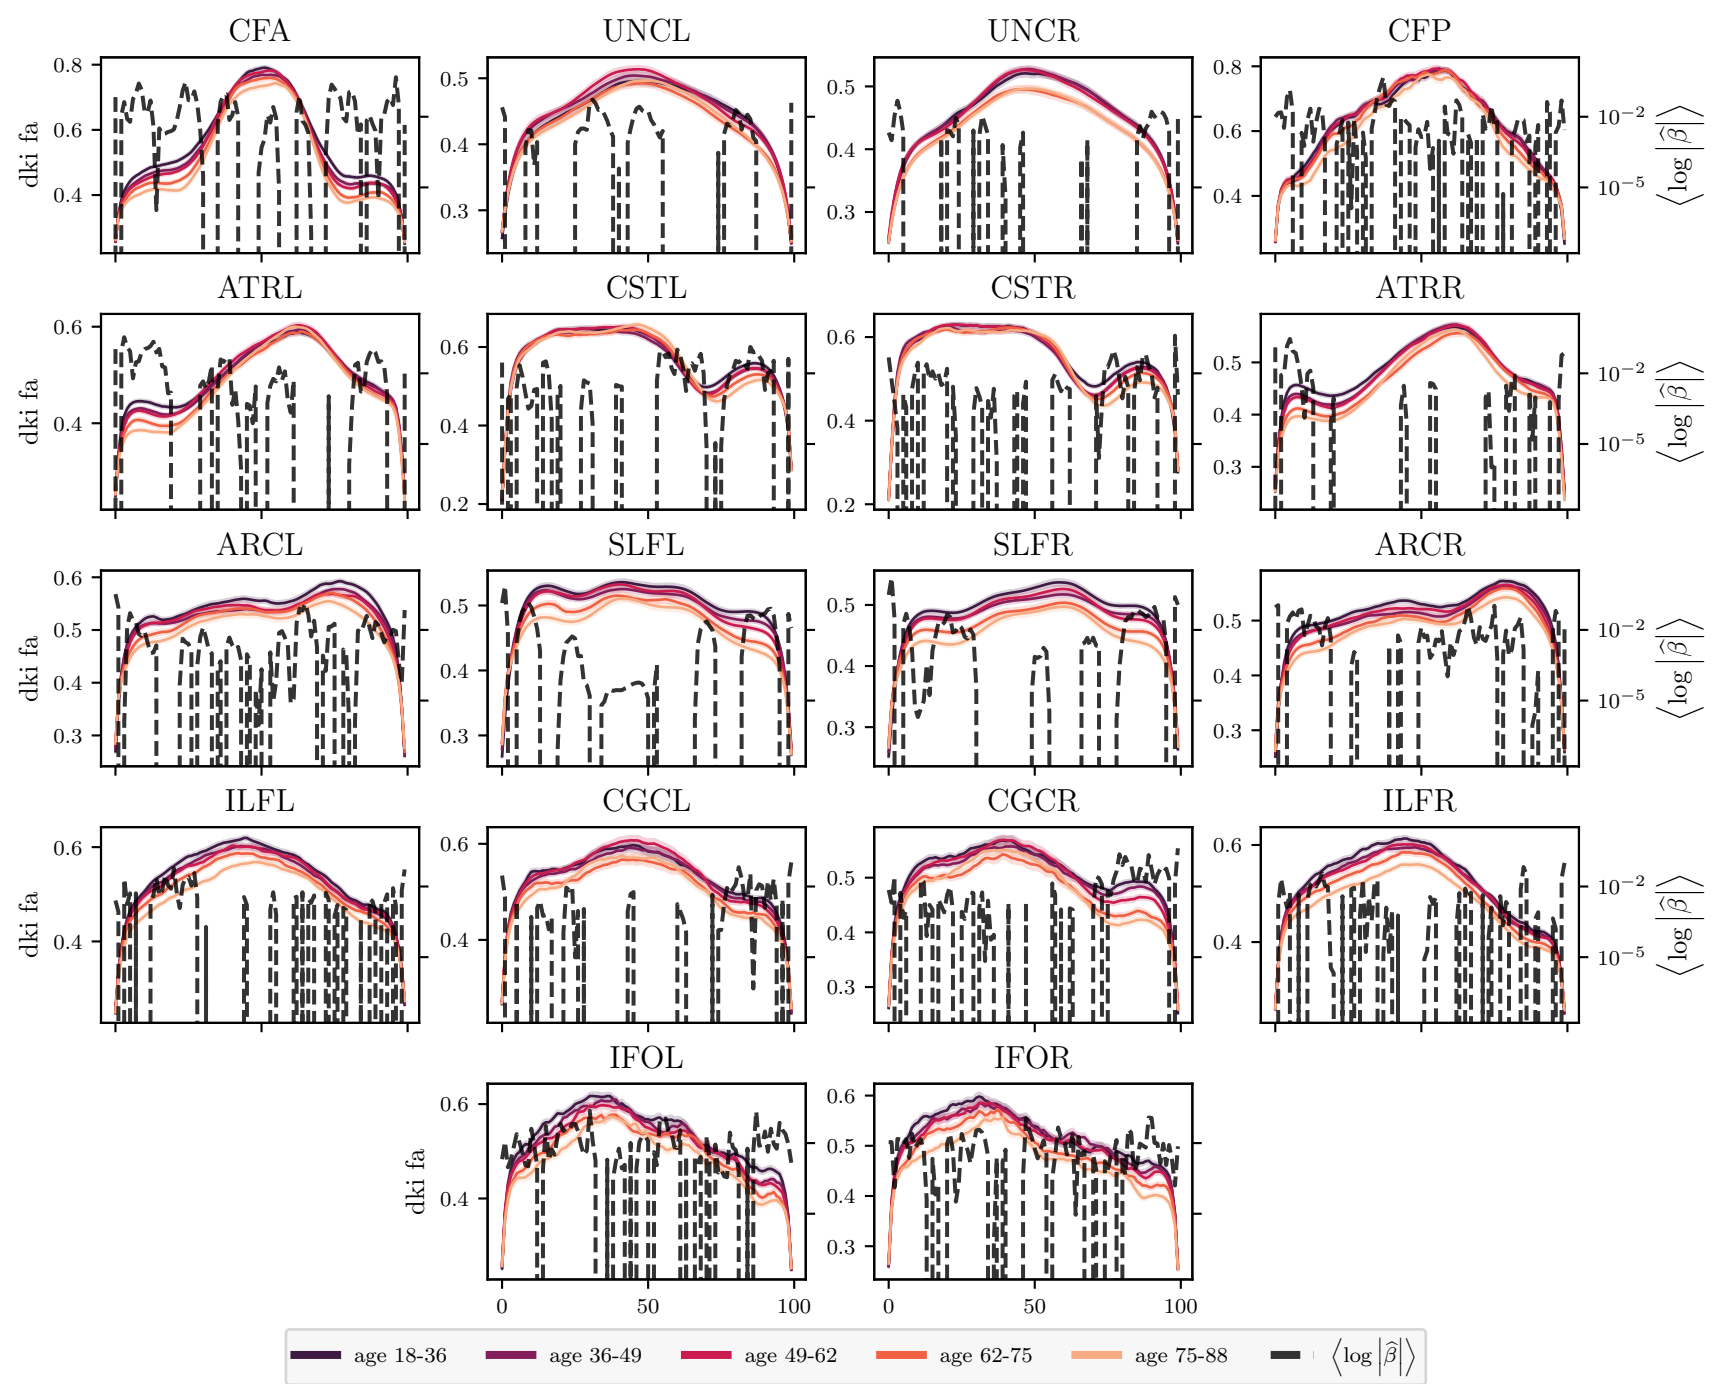 CFA UNCL UNCR CFP
0.8 0.6 0.4 dki fa
0.5 0.4 0.3
0.5 0.4 0.3
0.8 0.6 0.4
10⁻² 10⁻⁵ ⟨log |β̂|⟩
ATRL CSTL CSTR ATRR
0.6 0.4 dki fa
0.6 0.4 0.2
0.6 0.4 0.2
0.5 0.4 0.3
10⁻² 10⁻⁵ ⟨log |β̂|⟩
ARCL SLFL SLFR ARCR
0.6 0.5 0.4 0.3 dki fa
0.5 0.4 0.3
0.5 0.4 0.3
0.5 0.4 0.3
10⁻² 10⁻⁵ ⟨log |β̂|⟩
ILFL CGCL CGCR ILFR
0.6 0.4 dki fa
0.6 0.4
0.5 0.4 0.3
0.6 0.4
10⁻² 10⁻⁵ ⟨log |β̂|⟩
IFOL IFOR
0.6 0.4 dki fa
0.6 0.5 0.4 0.3
0 50 100 0 50 100
age 18-36 age 36-49 age 49-62 age 62-75 age 75-88 ⟨log |β̂|⟩